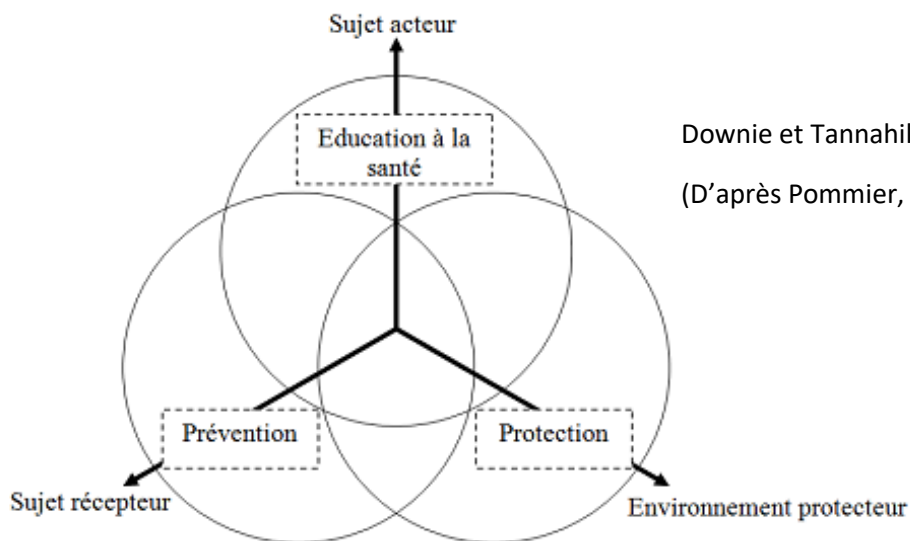 Sujet acteur
Education à la
santé
Downie et Tannahil
(D’après Pommier,
Prévention
Protection
Sujet récepteur
Environnement protecteur